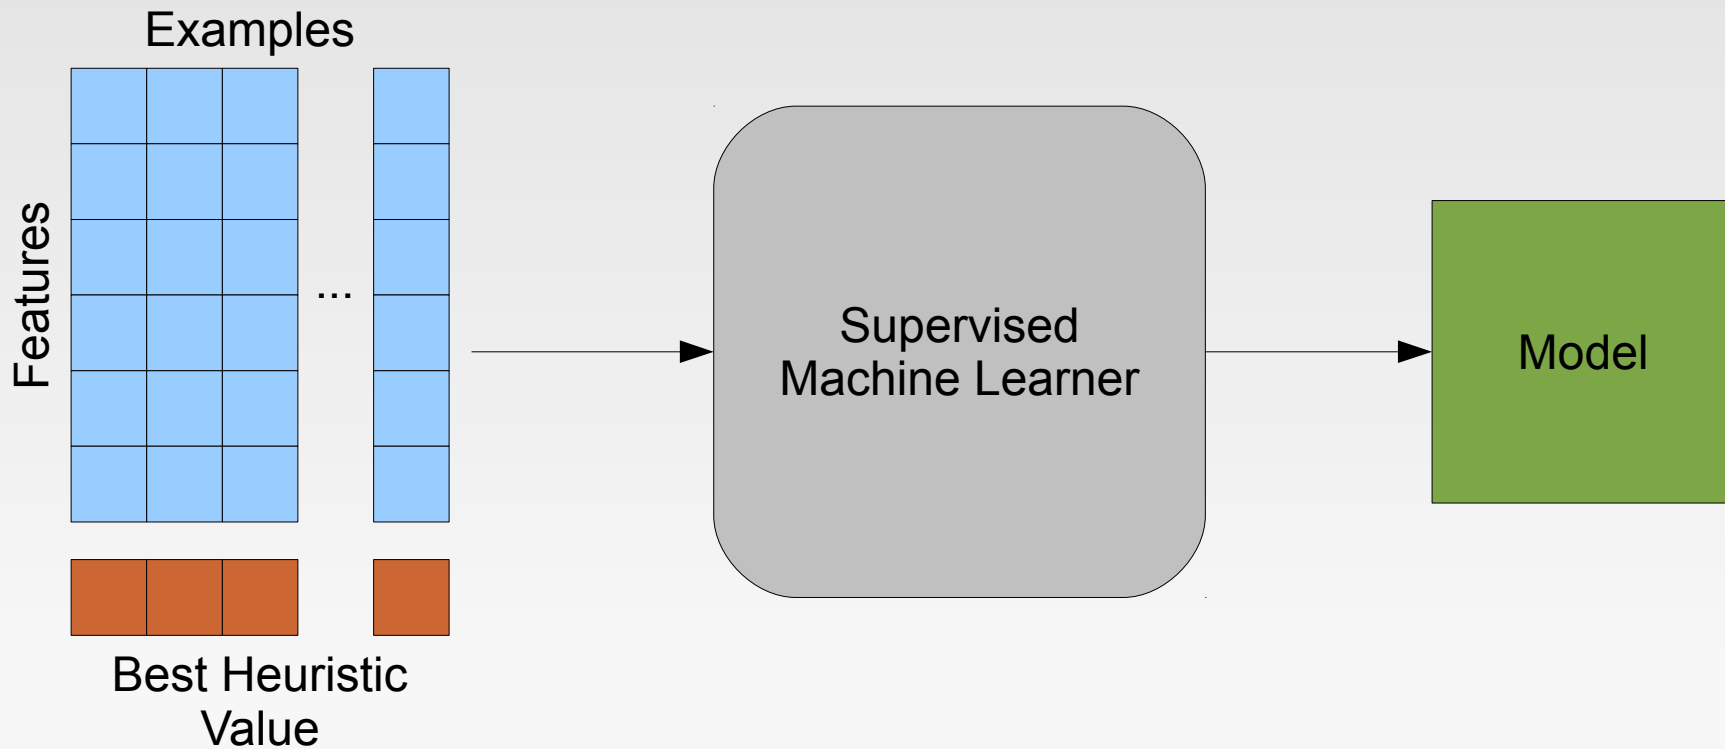 Examples
Features
...
Supervised
Machine Learner
Model
Best Heuristic
Value